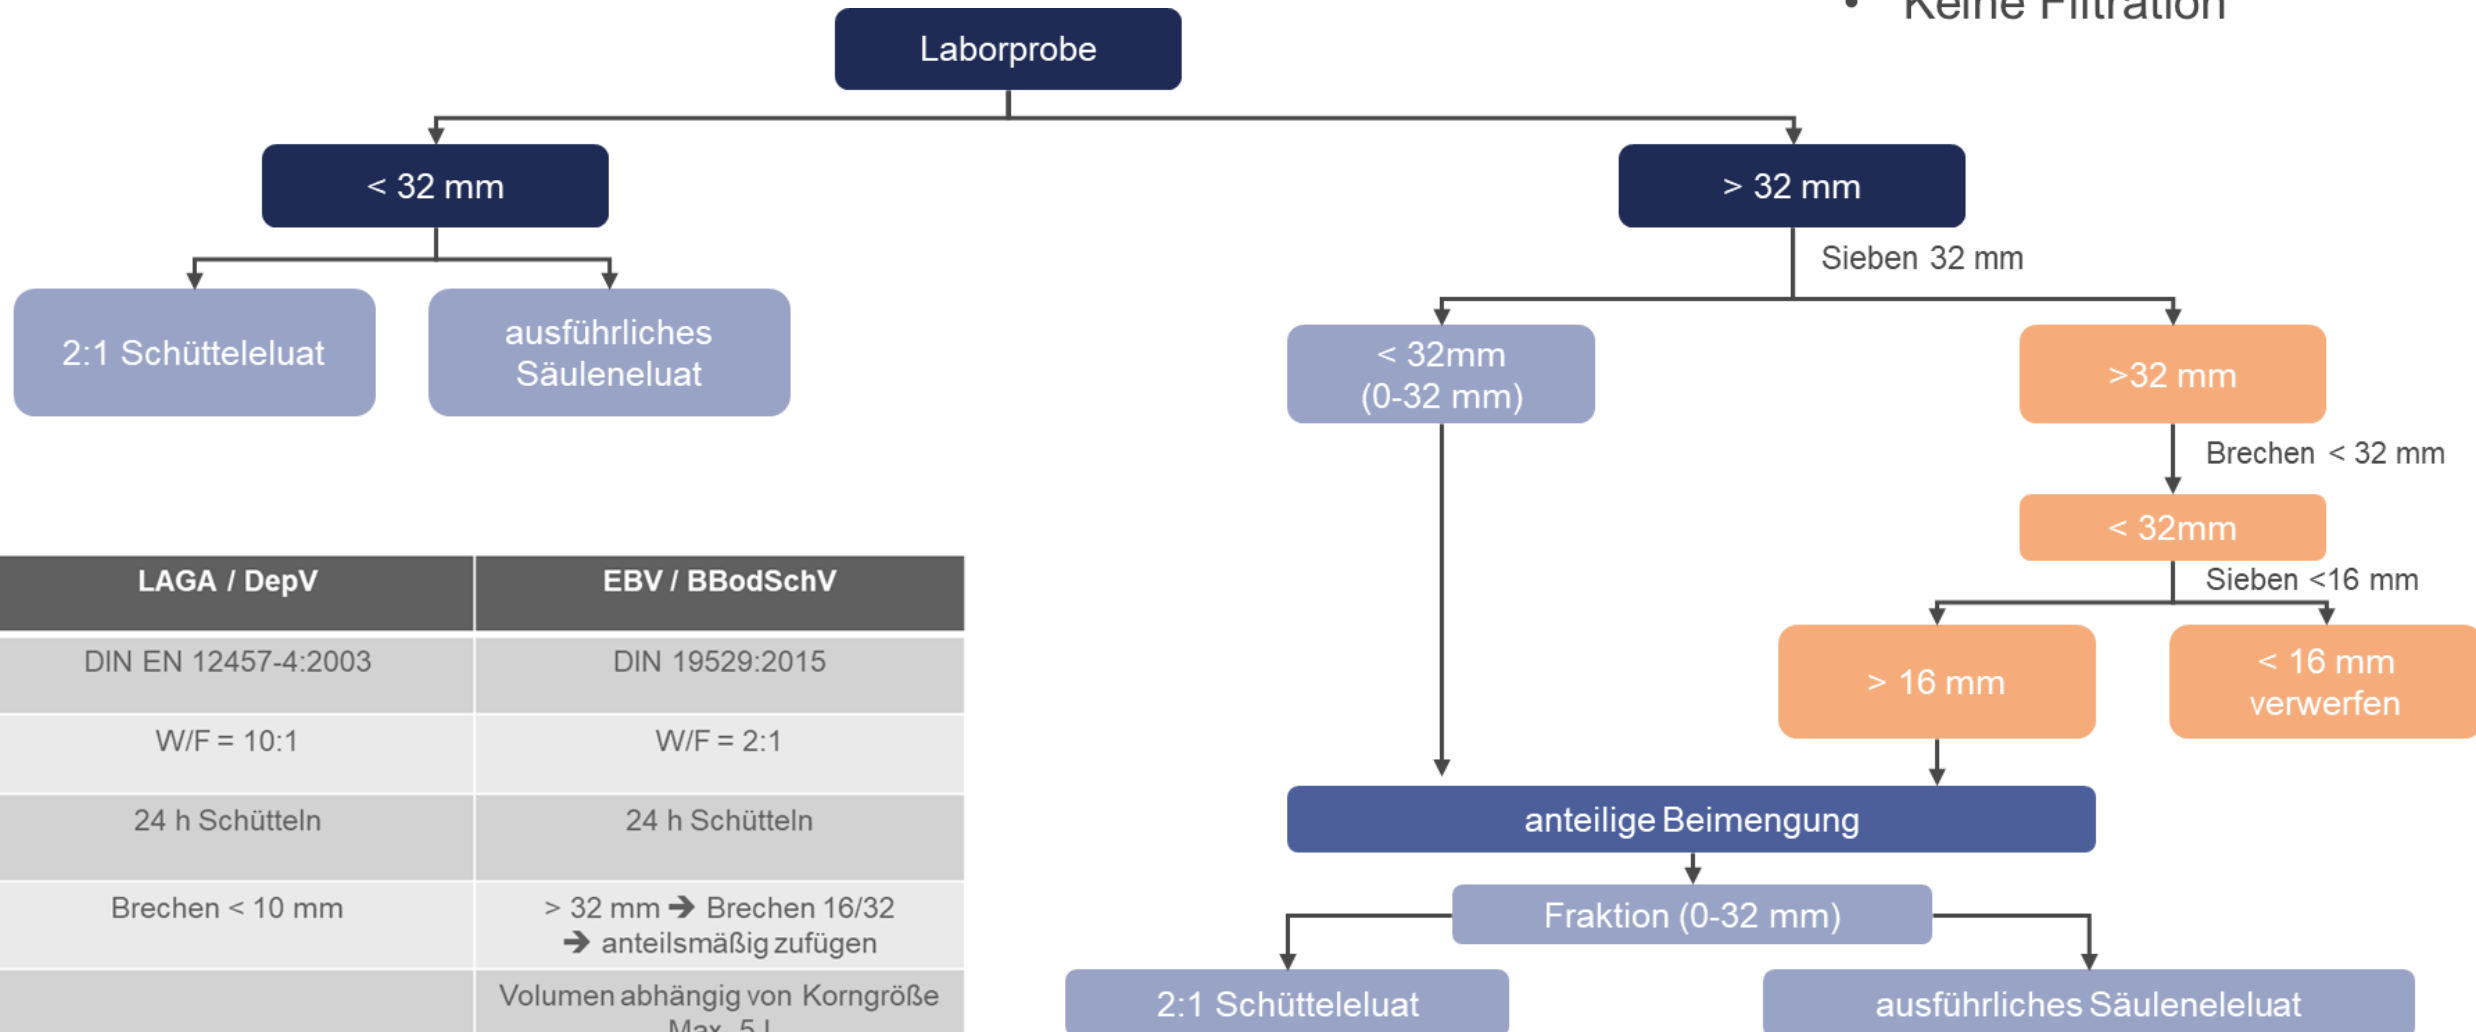 • Keine Filtration
Laborprobe
< 32 mm
> 32 mm
Sieben 32 mm
2:1 Schütteleluat
ausführliches
Säuleneluat
< 32mm
(0-32 mm)
>32 mm
Brechen < 32 mm
< 32mm
Sieben <16 mm
> 16 mm
< 16 mm
verwerfen
anteilige Beimengung
Fraktion (0-32 mm)
2:1 Schütteleluat
ausführliches Säuleneleluat
LAGA / DepV
EBV / BBodSchV
DIN EN 12457-4:2003
DIN 19529:2015
W/F = 10:1
W/F = 2:1
24 h Schütteln
24 h Schütteln
Brechen < 10 mm
> 32 mm ➔ Brechen 16/32
➔ anteilsmäßig zufügen
Volumen abhängig von Korngröße
Max. 5 L